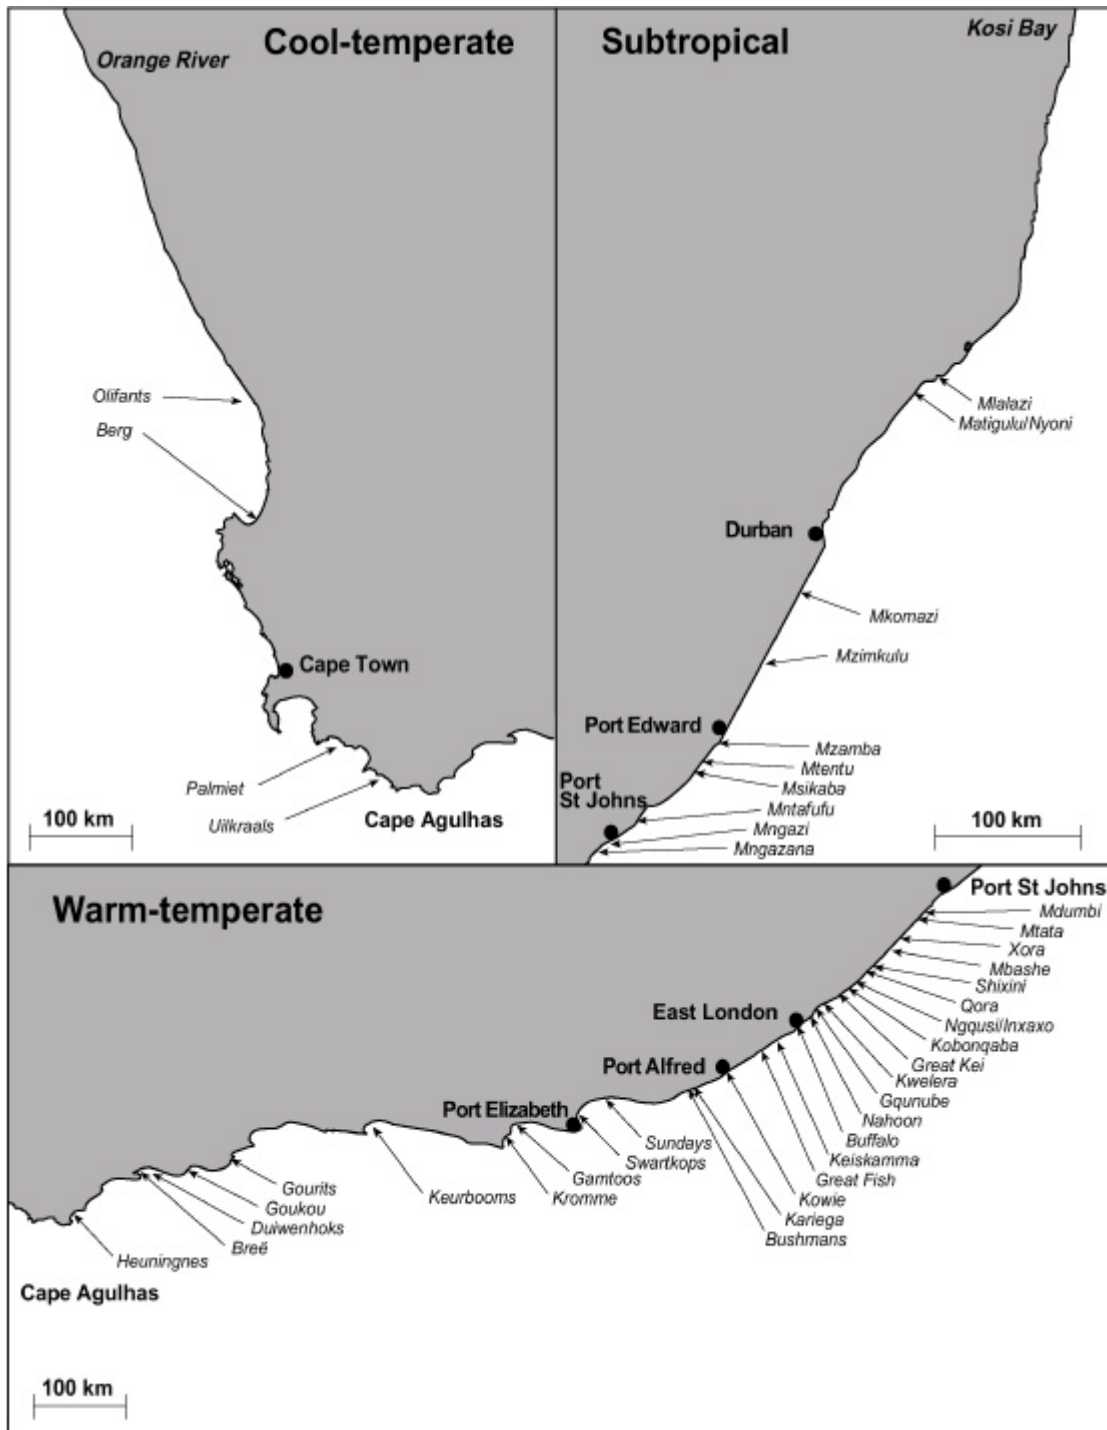 Cool-temperate
Orange River
Olifants
Berg
Cape Town
Palmiet
Uilkraals
Cape Agulhas
100 km
Subtropical
Kosi Bay
Mlalazi
Matigulu/Nyoni
Durban
Mkomazi
Mzimkulu
Port Edward
Mzamba
Mtentu
Msikaba
Port
St Johns
Mntafufu
Mngazi
Mngazana
100 km
Warm-temperate
Port St Johns
Mdumbi
Mtata
Xora
Mbashe
Shixini
Qora
Ngqusi/Inxaxo
Kobonqaba
Great Kei
Kwelera
Gqunube
Nahoon
Buffalo
Keiskamma
Great Fish
Kowie
Kariega
Bushmans
East London
Port Alfred
Port Elizabeth
Sundays
Swartkops
Gamtoos
Kromme
Keurbooms
Gourits
Goukou
Duiwenhoks
Breë
Heuningnes
Cape Agulhas
100 km